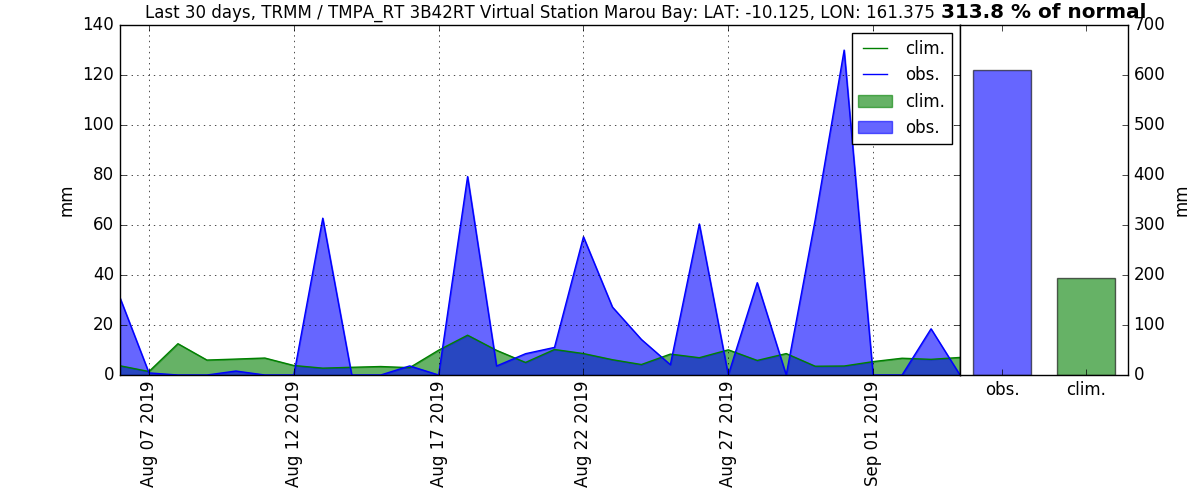 Last 30 days, TRMM / TMPA_RT 3B42RT Virtual Station Marou Bay: LAT: -10.125, LON: 161.375 313.8 % of normal
140
120
100
80
60
40
20
0
mm
clim.
obs.
clim.
obs.
700
600
500
400
300
200
100
0
mm
Aug 07 2019
Aug 12 2019
Aug 17 2019
Aug 22 2019
Aug 27 2019
Sep 01 2019
obs.
clim.